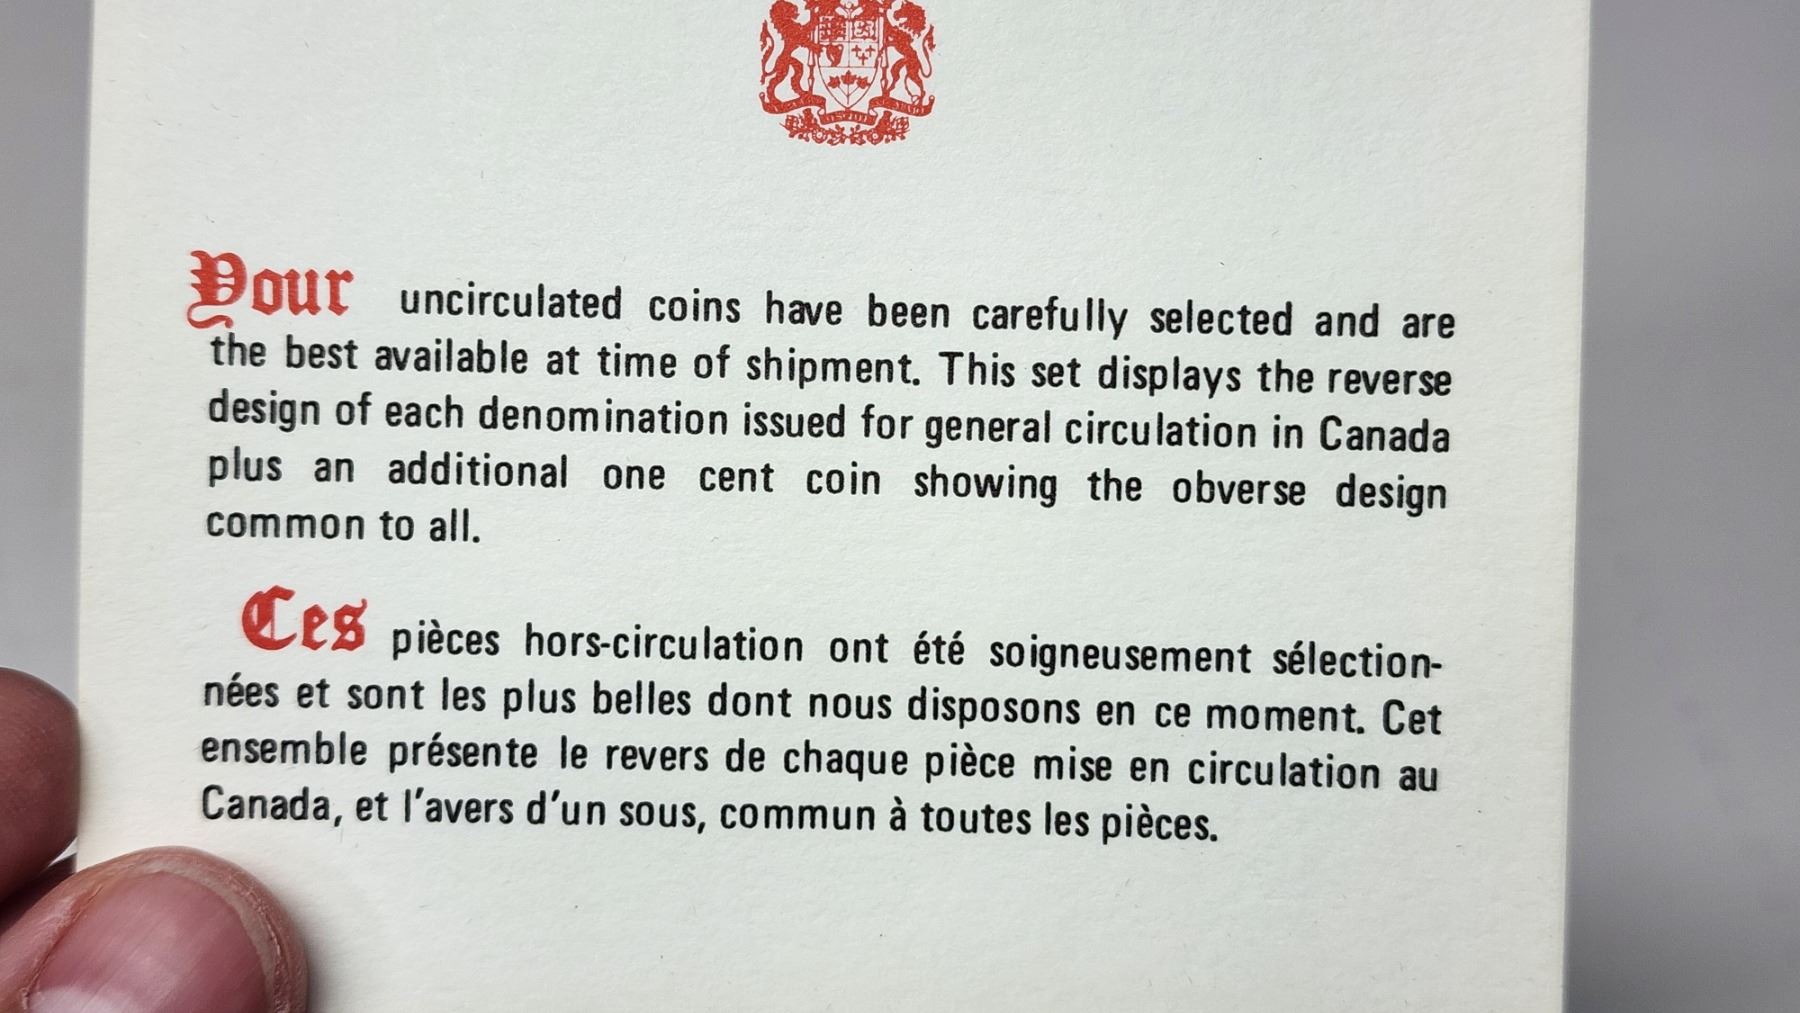 Your uncirculated coins have been carefully selected and are
the best available at time of shipment. This set displays the reverse
design of each denomination issued for general circulation in Canada
plus an additional one cent coin showing the obverse design
common to all.
Ces pièces hors-circulation ont été soigneusement sélection-
nées et sont les plus belles dont nous disposons en ce moment. Cet
ensemble présente le revers de chaque pièce mise en circulation au
Canada, et l'avers d'un sous, commun à toutes les pièces.